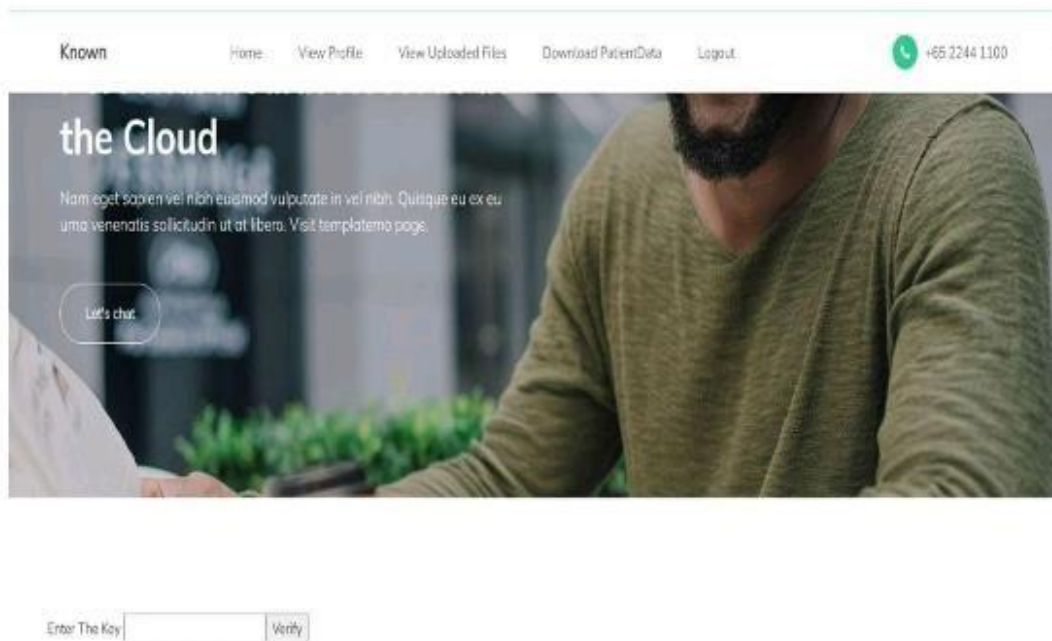 Known
Home
View Profile
View Uploaded Files
Download PatientData
Logout
+65 2244 1100
the Cloud
Nam eget sapien vel nibh euismod vulputate in vel nibh. Quisque eu ex eu
urna venenatis sollicitudin ut at libero. Visit templatemo page.
Let's chat
Enter The Key
Verify